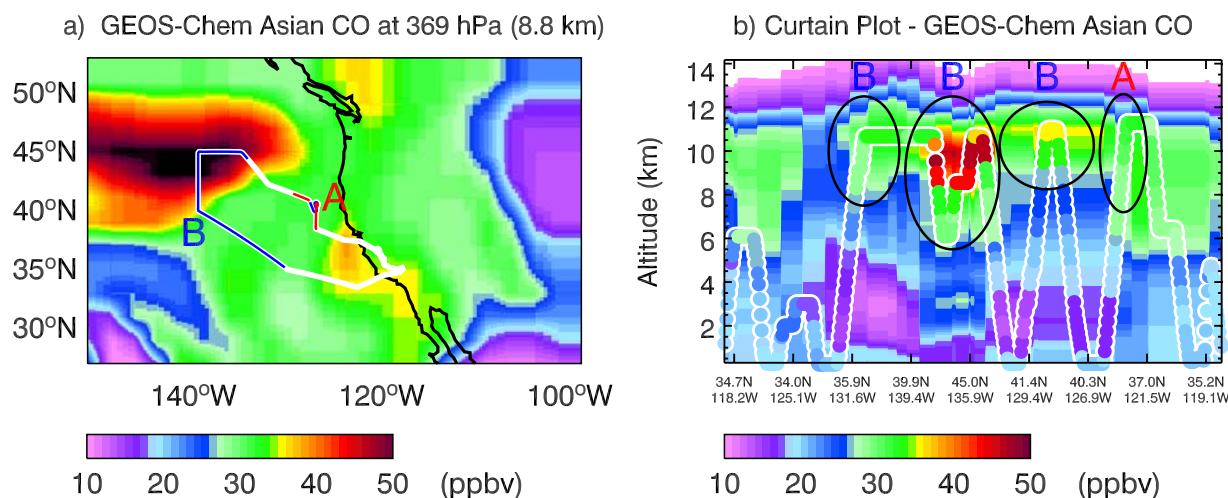 a) GEOS-Chem Asian CO at 369 hPa (8.8 km)
50°N
45°N
40°N
35°N
30°N
A
B
140°W 120°W 100°W
10 20 30 40 50 (ppbv)
b) Curtain Plot - GEOS-Chem Asian CO
Altitude (km)
14
12
10
8
6
4
2
B B B A
34.7N 34.0N 35.9N 39.9N 45.0N 41.4N 40.3N 37.0N 35.2N
118.2W 125.1W 131.6W 139.4W 135.9W 129.4W 126.9W 121.5W 119.1W
10 20 30 40 50 (ppbv)